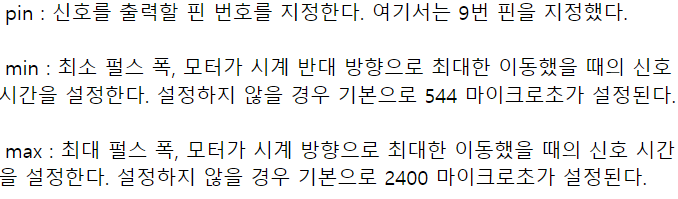 pin : 신호를 출력할 핀 번호를 지정한다. 여기서는 9번 핀을 지정했다.
min : 최소 펄스 폭, 모터가 시계 반대 방향으로 최대한 이동했을 때의 신호
시간을 설정한다. 설정하지 않을 경우 기본으로 544 마이크로초가 설정된다.
max : 최대 펄스 폭, 모터가 시계 방향으로 최대한 이동했을 때의 신호 시간
을 설정한다. 설정하지 않을 경우 기본으로 2400 마이크로초가 설정된다.